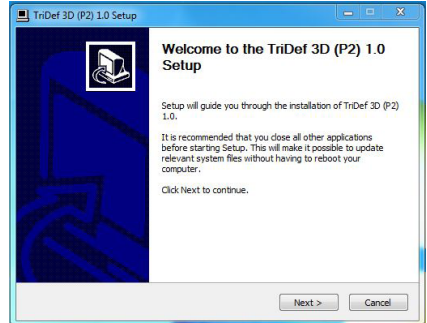 TriDef 3D (P2) 1.0 Setup
Welcome to the TriDef 3D (P2) 1.0
Setup
Setup will guide you through the installation of TriDef 3D (P2)
1.0.
It is recommended that you close all other applications
before starting Setup. This will make it possible to update
relevant system files without having to reboot your
computer.
Click Next to continue.
Next >
Cancel